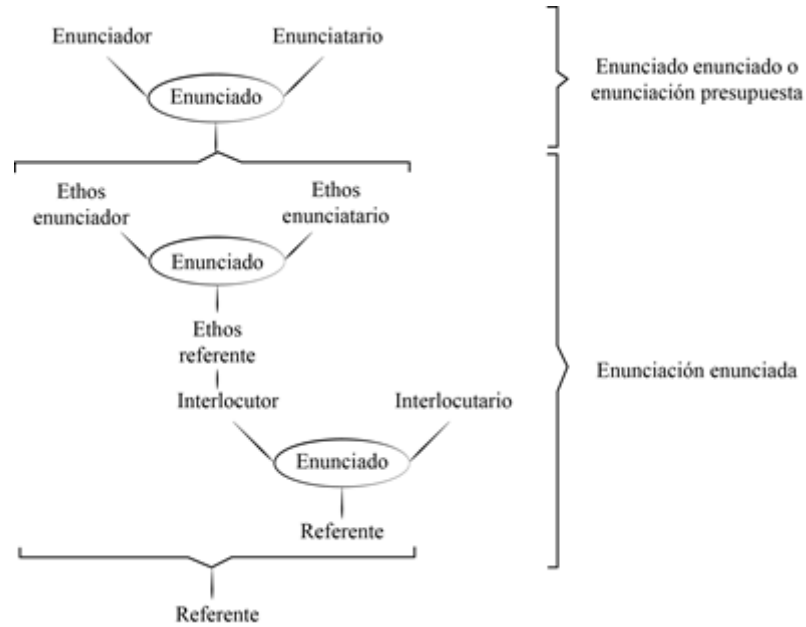 Enunciador
Enunciatario
Enunciado
Enunciado enunciado o
enunciación presupuesta
Ethos
enunciador
Ethos
enunciatario
Enunciado
Ethos
referente
Interlocutor
Interlocutario
Enunciado
Referente
Enunciación enunciada
Referente